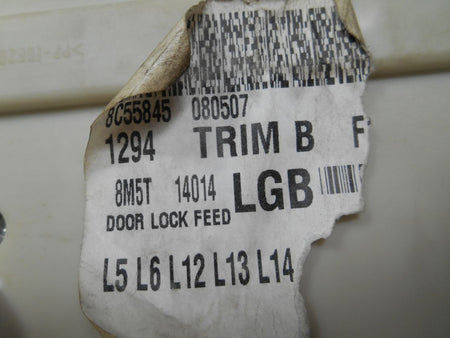 8C55845 080507
1294 TRIM B F
8M5T 14014 LGB
DOOR LOCK FEED
L5 L6 L12 L13 L14